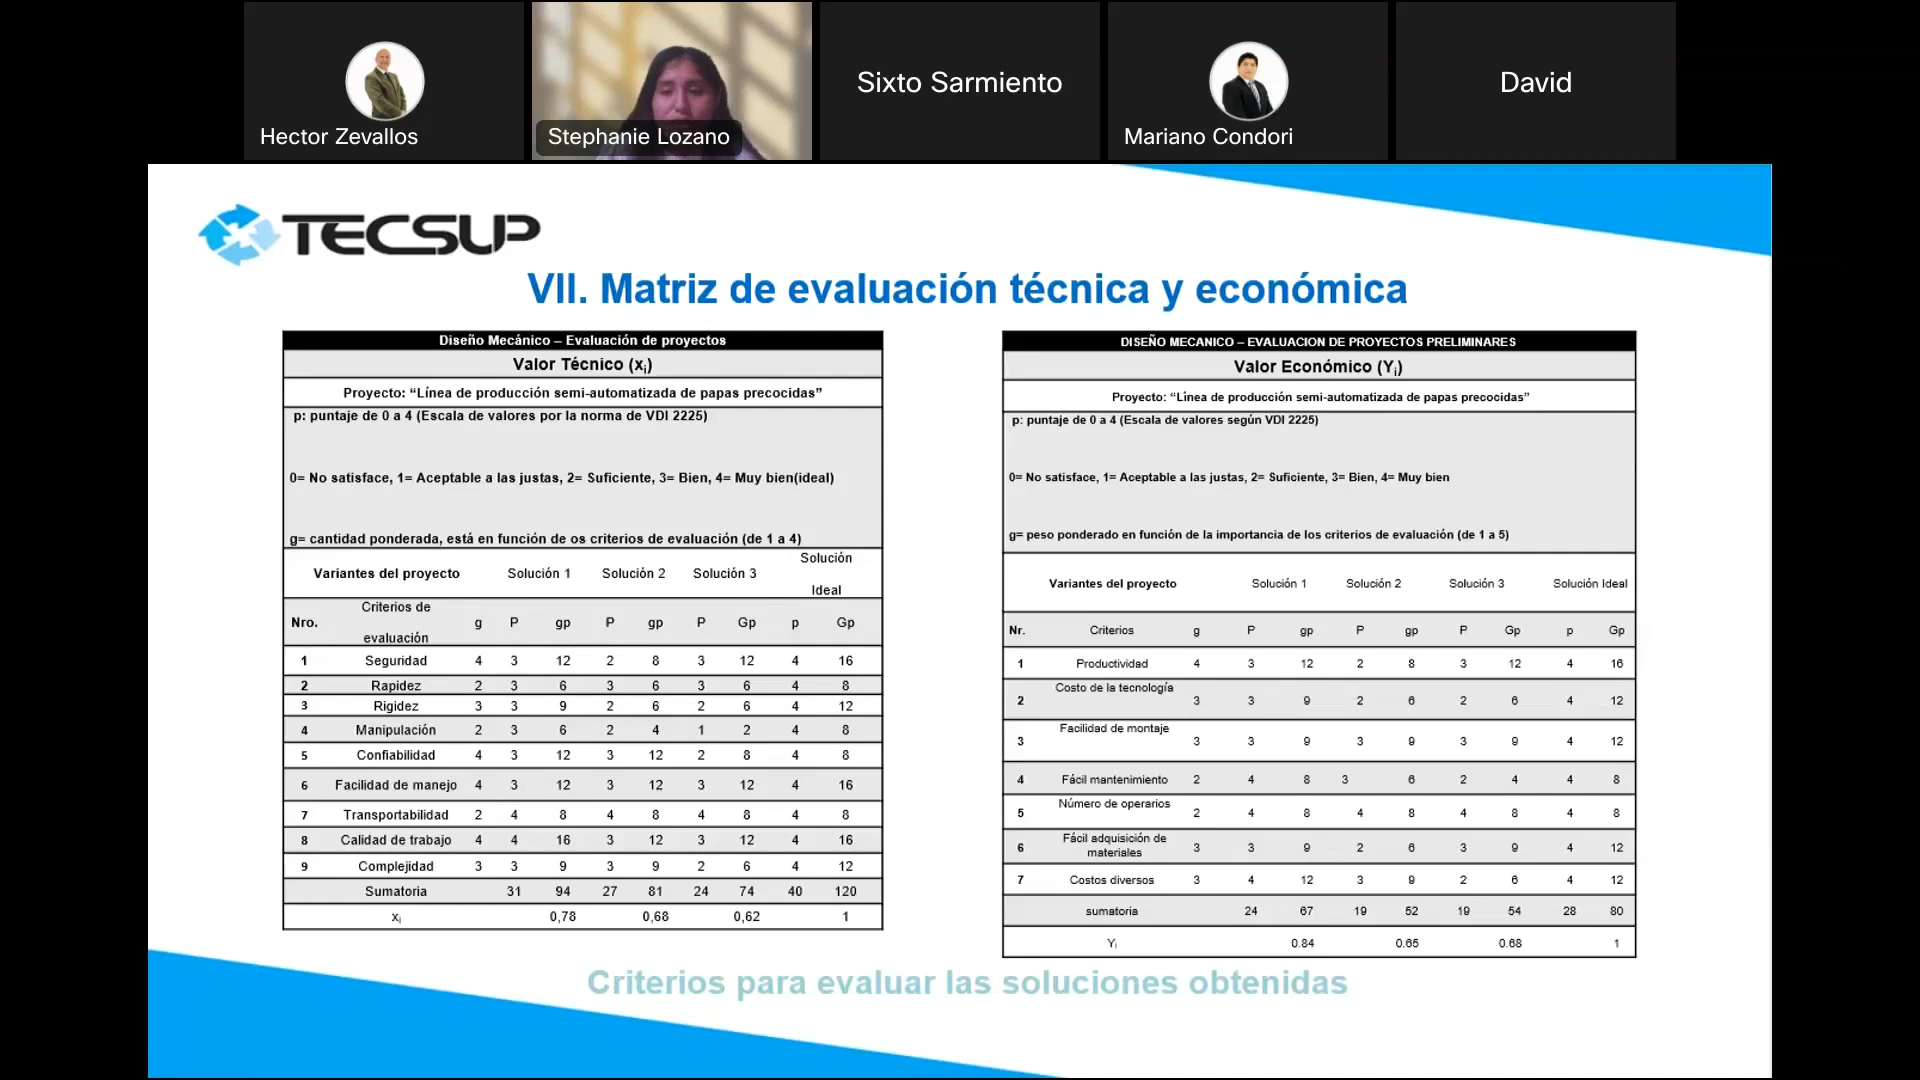 Hector Zevallos
Stephanie Lozano
Sixto Sarmiento
Mariano Condori
David
TECSUP
VII. Matriz de evaluación técnica y económica
Diseño Mecánico – Evaluación de proyectos
Valor Técnico (xi)
Proyecto: “Línea de producción semi-automatizada de papas precocidas”
p: puntaje de 0 a 4 (Escala de valores por la norma de VDI 2225)
0= No satisface, 1= Aceptable a las justas, 2= Suficiente, 3= Bien, 4= Muy bien(ideal)
g= cantidad ponderada, está en función de os criterios de evaluación (de 1 a 4)
Variantes del proyecto Solución 1 Solución 2 Solución 3 Solución Ideal
Nro. Criterios de evaluación g P gp P gp P Gp p Gp
1 Seguridad 4 3 12 2 8 3 12 4 16
2 Rapidez 2 3 6 3 6 3 6 4 8
3 Rigidez 3 3 9 2 6 2 6 4 12
4 Manipulación 2 3 6 2 4 1 2 4 8
5 Confiabilidad 4 3 12 3 12 2 8 4 8
6 Facilidad de manejo 4 3 12 3 12 3 12 4 16
7 Transportabilidad 2 4 8 4 8 4 8 4 8
8 Calidad de trabajo 4 4 16 3 12 3 12 4 16
9 Complejidad 3 3 9 3 9 2 6 4 12
Sumatoria 31 94 27 81 24 74 40 120
xi 0,78 0,68 0,62 1
DISEÑO MECANICO – EVALUACION DE PROYECTOS PRELIMINARES
Valor Económico (Yi)
Proyecto: “Línea de producción semi-automatizada de papas precocidas”
p: puntaje de 0 a 4 (Escala de valores según VDI 2225)
0= No satisface, 1= Aceptable a las justas, 2= Suficiente, 3= Bien, 4= Muy bien
g= peso ponderado en función de la importancia de los criterios de evaluación (de 1 a 5)
Variantes del proyecto Solución 1 Solución 2 Solución 3 Solución Ideal
Nr. Criterios g P gp P gp P Gp p Gp
1 Productividad 4 3 12 2 8 3 12 4 16
2 Costo de la tecnología 3 3 9 2 6 2 6 4 12
3 Facilidad de montaje 3 3 9 3 9 3 9 4 12
4 Fácil mantenimiento 2 4 8 3 6 2 4 4 8
5 Número de operarios 2 4 8 4 8 4 8 4 8
6 Fácil adquisición de materiales 3 3 9 2 6 3 9 4 12
7 Costos diversos 3 4 12 3 9 2 6 4 12
sumatoria 24 67 19 52 19 54 28 80
Yi 0.84 0.65 0.68 1
Criterios para evaluar las soluciones obtenidas